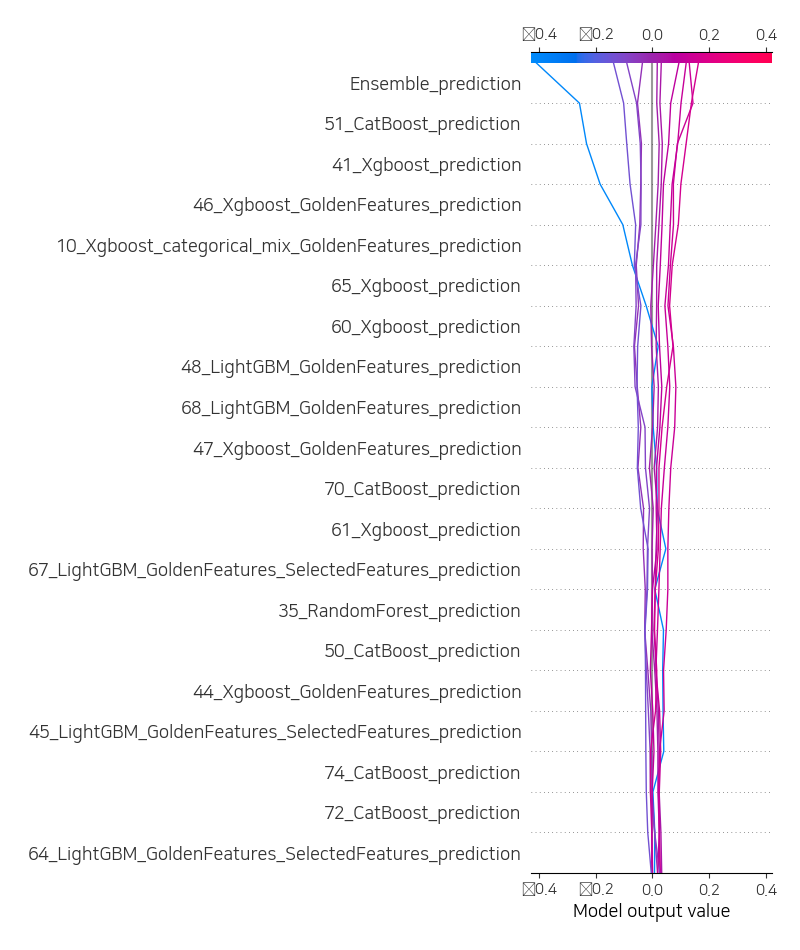 0.4 0.2 0.0 0.2 0.4
Ensemble_prediction
51_CatBoost_prediction
41_Xgboost_prediction
46_Xgboost_GoldenFeatures_prediction
10_Xgboost_categorical_mix_GoldenFeatures_prediction
65_Xgboost_prediction
60_Xgboost_prediction
48_LightGBM_GoldenFeatures_prediction
68_LightGBM_GoldenFeatures_prediction
47_Xgboost_GoldenFeatures_prediction
70_CatBoost_prediction
61_Xgboost_prediction
67_LightGBM_GoldenFeatures_SelectedFeatures_prediction
35_RandomForest_prediction
50_CatBoost_prediction
44_Xgboost_GoldenFeatures_prediction
45_LightGBM_GoldenFeatures_SelectedFeatures_prediction
74_CatBoost_prediction
72_CatBoost_prediction
64_LightGBM_GoldenFeatures_SelectedFeatures_prediction
0.4 0.2 0.0 0.2 0.4
Model output value